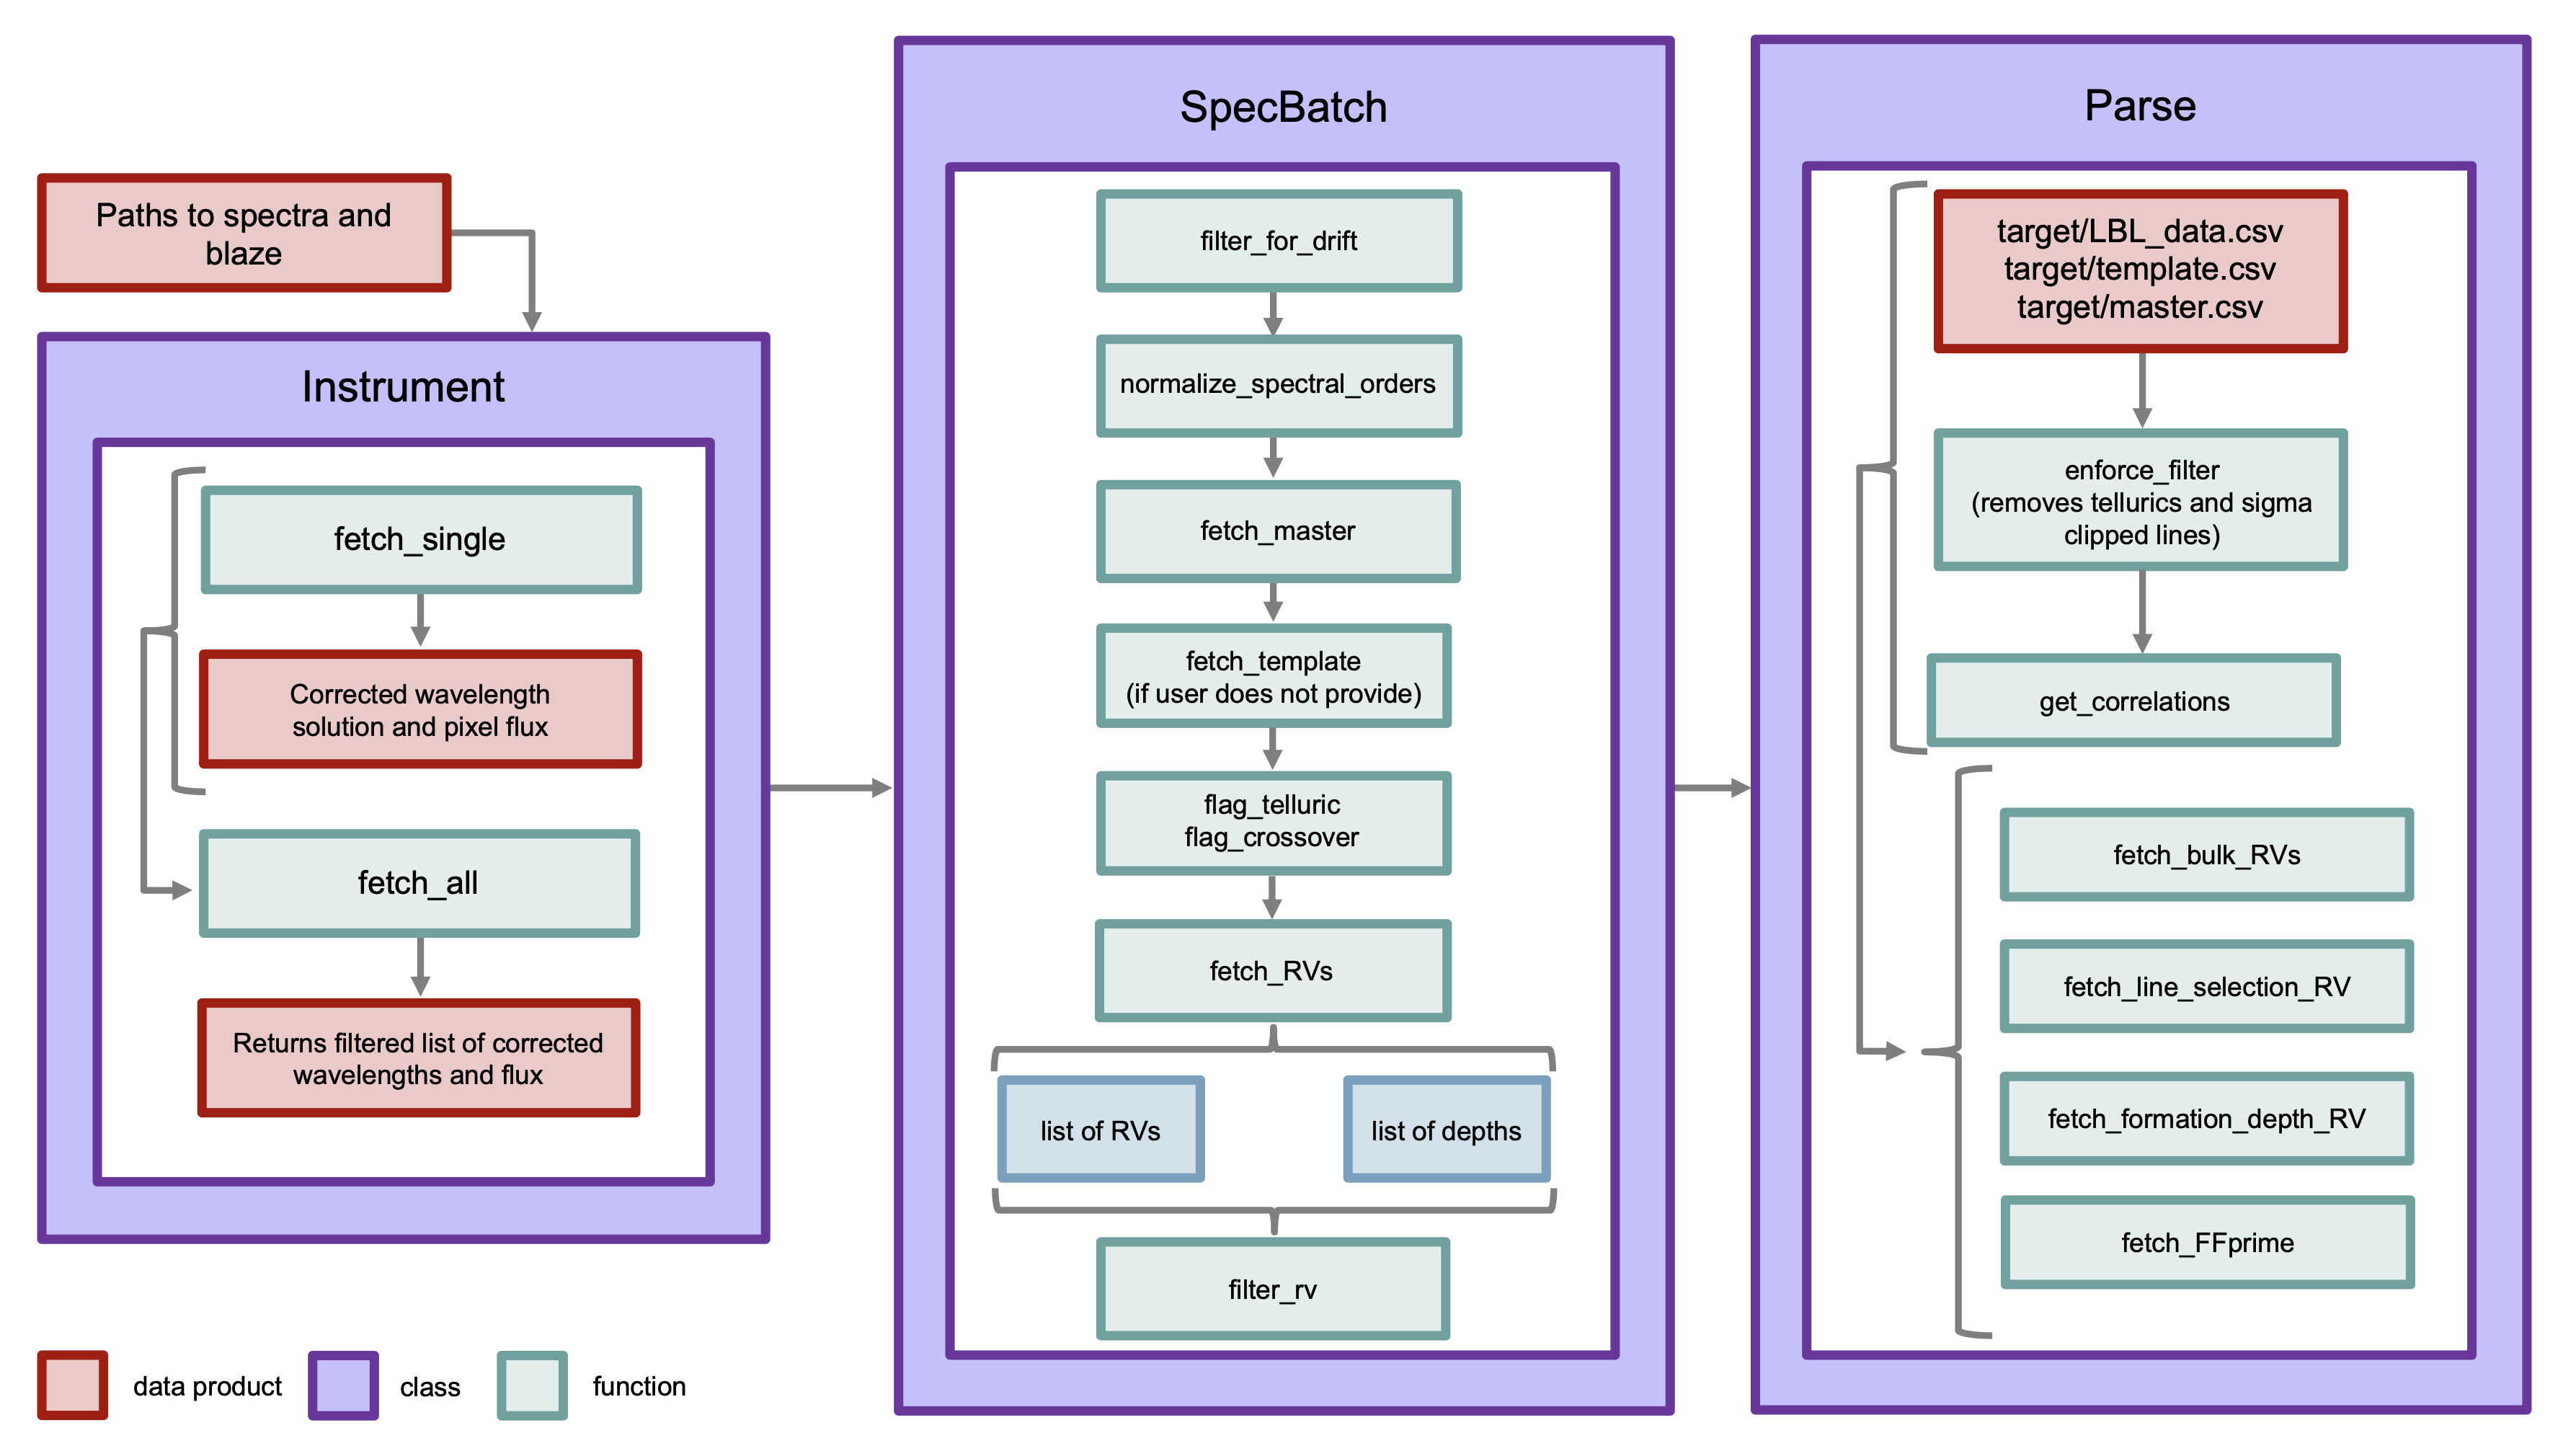 Paths to spectra and
blaze
Instrument
fetch_single
Corrected wavelength
solution and pixel flux
fetch_all
Returns filtered list of corrected
wavelengths and flux
SpecBatch
filter_for_drift
normalize_spectral_orders
fetch_master
fetch_template
(if user does not provide)
flag_telluric
flag_crossover
fetch_RVs
list of RVs
list of depths
filter_rv
Parse
target/LBL_data.csv
target/template.csv
target/master.csv
enforce_filter
(removes tellurics and sigma
clipped lines)
get_correlations
fetch_bulk_RVs
fetch_line_selection_RV
fetch_formation_depth_RV
fetch_FFprime
data product
class
function